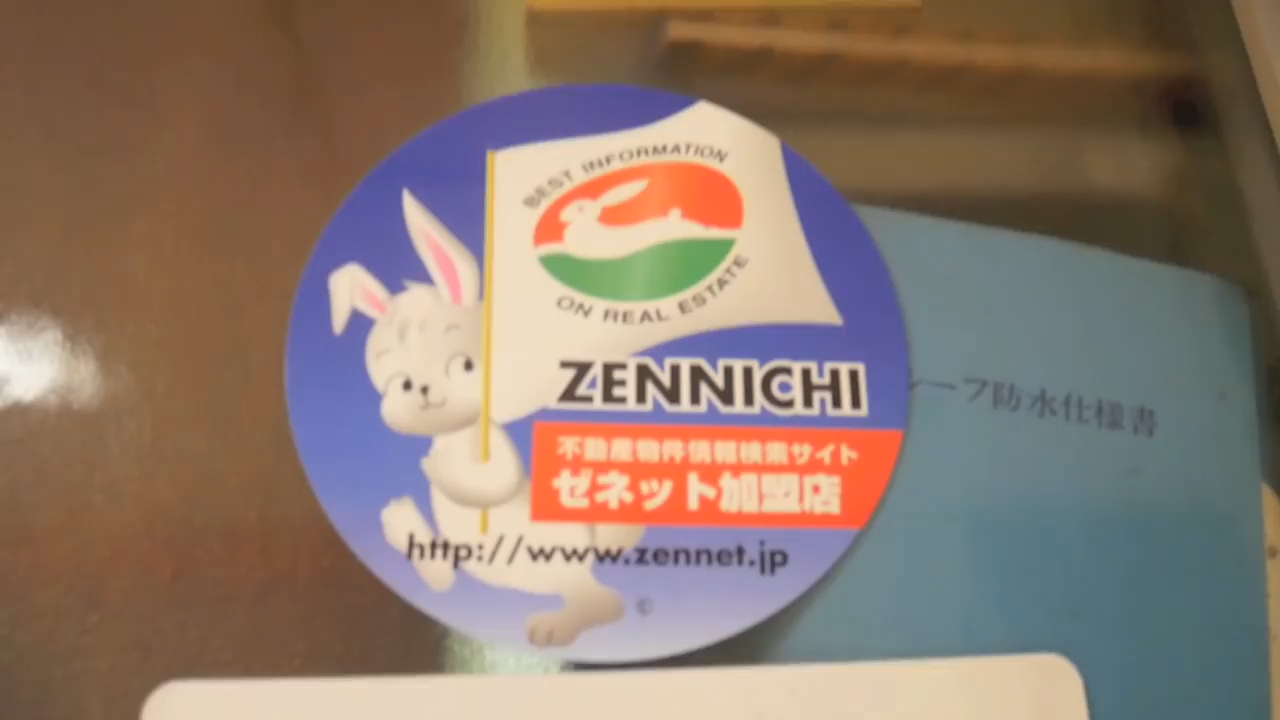 BEST INFORMATION
ON REAL ESTATE
ZENNICHI
不動産物件情報検索サイト
ゼネット加盟店
http://www.zennet.jp
©
ーフ防水仕様書